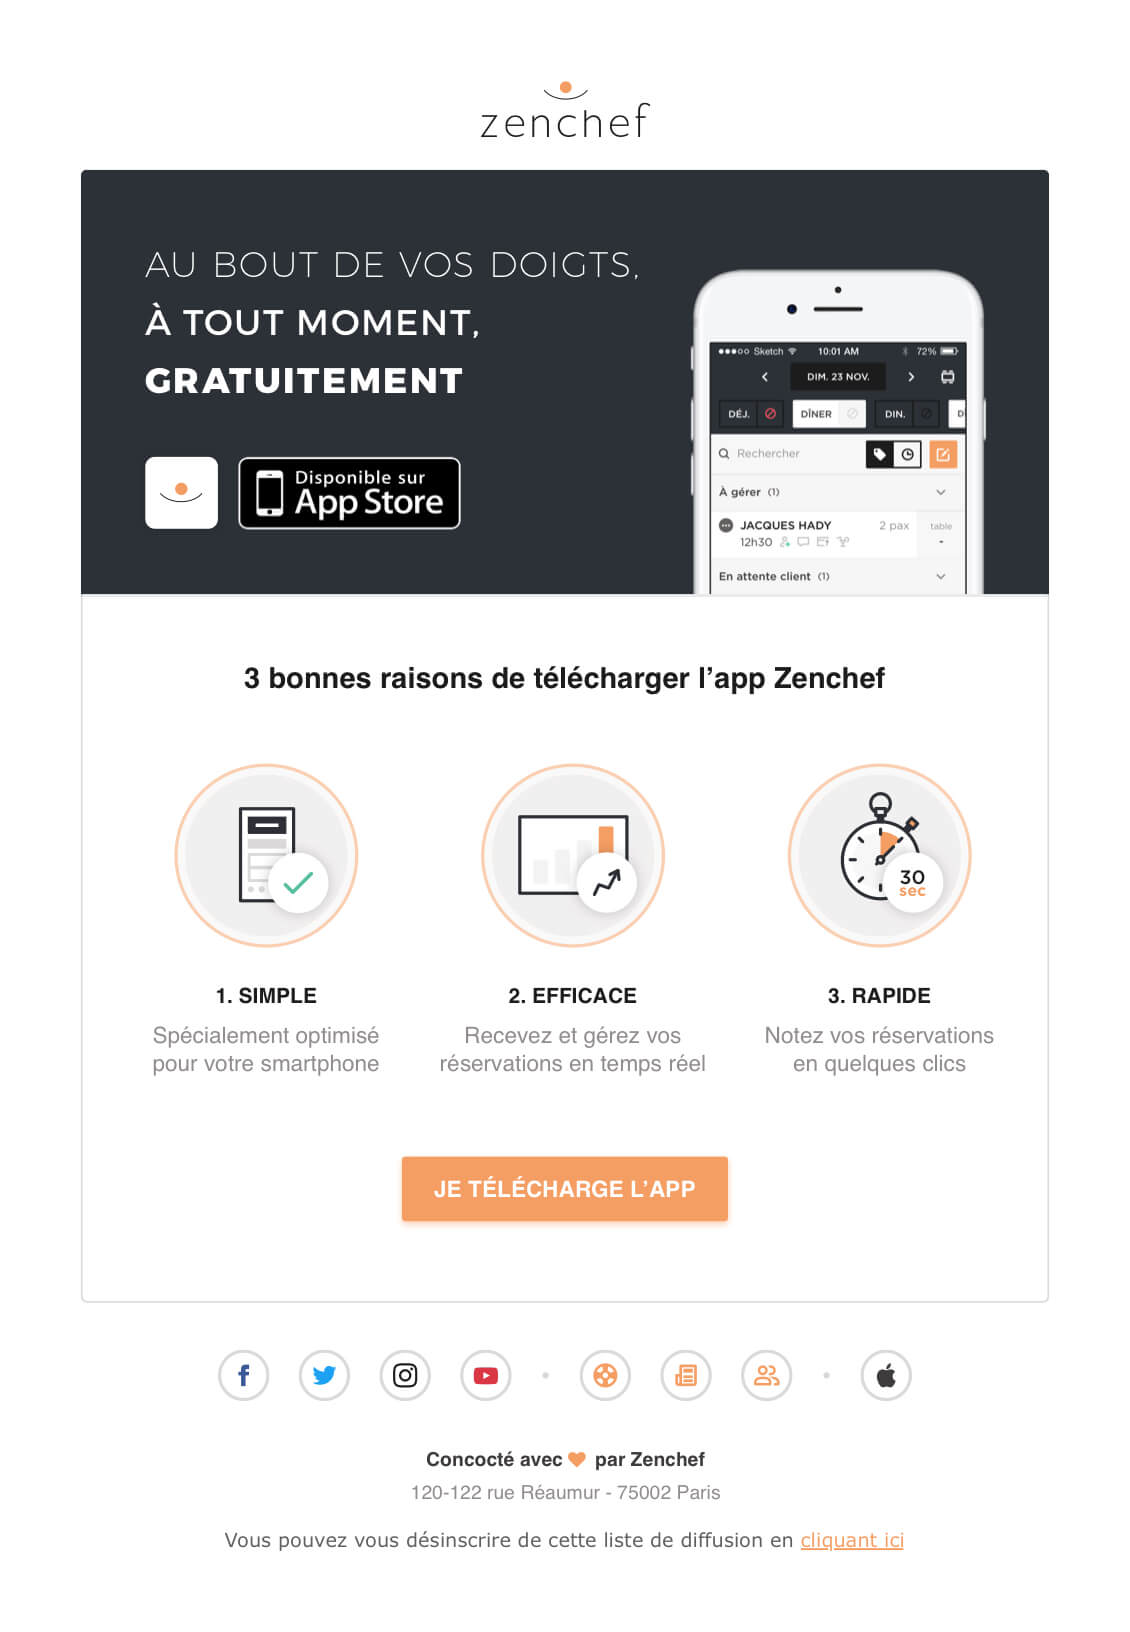 zenchef
AU BOUT DE VOS DOIGTS,
À TOUT MOMENT,
GRATUITEMENT
Disponible sur
App Store
Sketch 10:01 AM 72%
DIM. 23 NOV.
DÉJ. DÎNER DIN. D
Rechercher
À gérer (1)
JACQUES HADY 2 pax table
12h30 -
En attente client (1)
3 bonnes raisons de télécharger l’app Zenchef
30
sec
1. SIMPLE
Spécialement optimisé
pour votre smartphone
2. EFFICACE
Recevez et gérez vos
réservations en temps réel
3. RAPIDE
Notez vos réservations
en quelques clics
JE TÉLÉCHARGE L’APP
Concocté avec par Zenchef
120-122 rue Réaumur - 75002 Paris
Vous pouvez vous désinscrire de cette liste de diffusion en cliquant ici